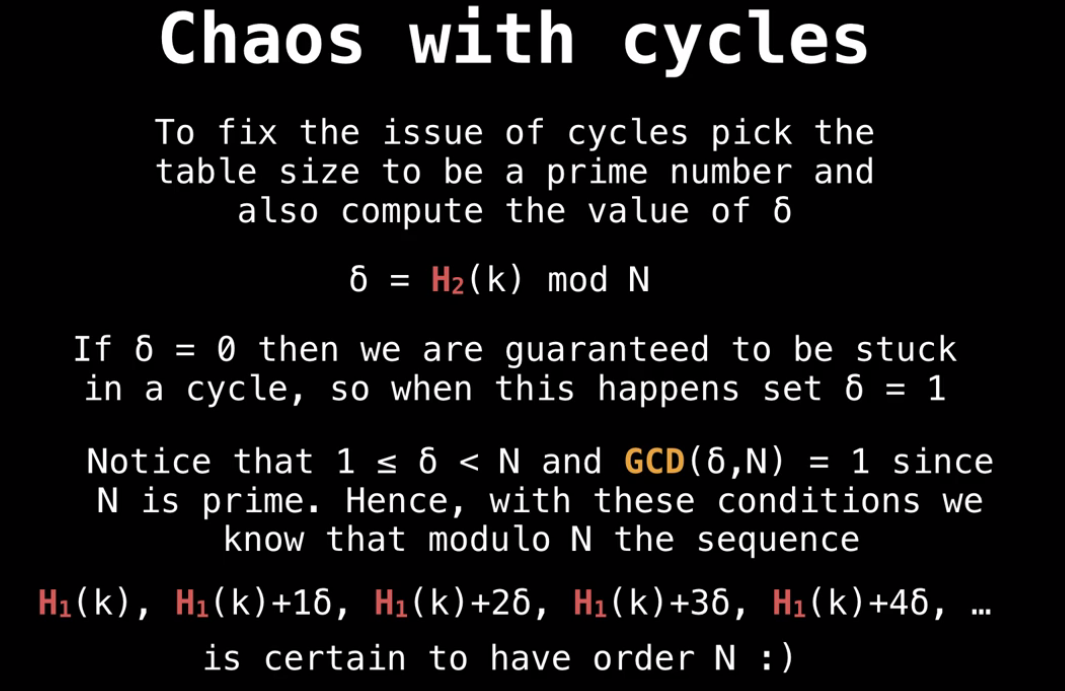 Chaos with cycles
To fix the issue of cycles pick the
table size to be a prime number and
also compute the value of δ
δ = H₂(k) mod N
If δ = 0 then we are guaranteed to be stuck
in a cycle, so when this happens set δ = 1
Notice that 1 ≤ δ < N and GCD(δ,N) = 1 since
N is prime. Hence, with these conditions we
know that modulo N the sequence
H₁(k), H₁(k)+1δ, H₁(k)+2δ, H₁(k)+3δ, H₁(k)+4δ, …
is certain to have order N :)